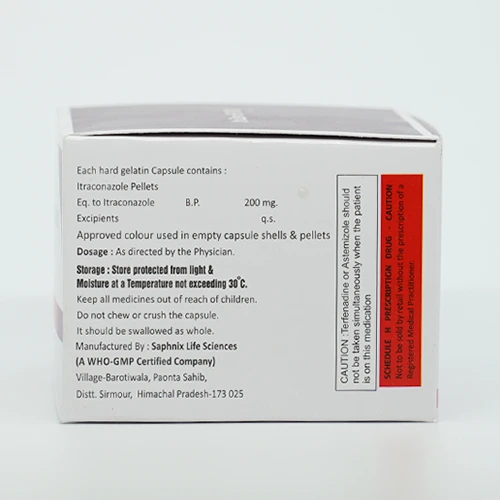 Each hard gelatin Capsule contains :
Itraconazole Pellets
Eq. to Itraconazole B.P. 200 mg.
Excipients q.s.
Approved colour used in empty capsule shells & pellets
Dosage : As directed by the Physician.
Storage : Store protected from light &
Moisture at a Temperature not exceeding 30°C.
Keep all medicines out of reach of children.
Do not chew or crush the capsule.
It should be swallowed as whole.
Manufactured By : Saphnix Life Sciences
(A WHO-GMP Certified Company)
Village-Barotiwala, Paonta Sahib,
Distt. Sirmour, Himachal Pradesh-173 025
CAUTION :Terfenadine or Astemizole should
not be taken simultaneously when the patient
is on this medication
SCHEDULE H PRESCRIPTION DRUG - CAUTION
Not to be sold by retail without the prescription of a
Registered Medical Practitioner.